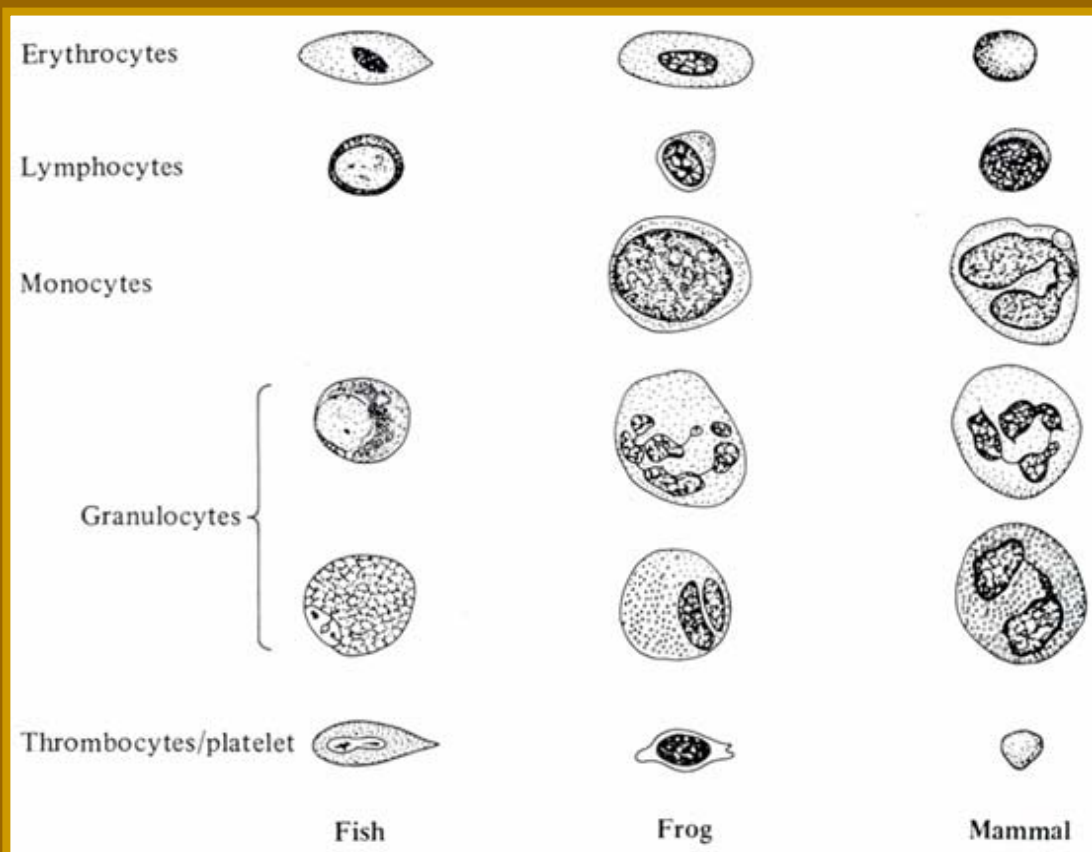 Erythrocytes
Lymphocytes
Monocytes
Granulocytes
Thrombocytes/platelet
Fish Frog Mammal